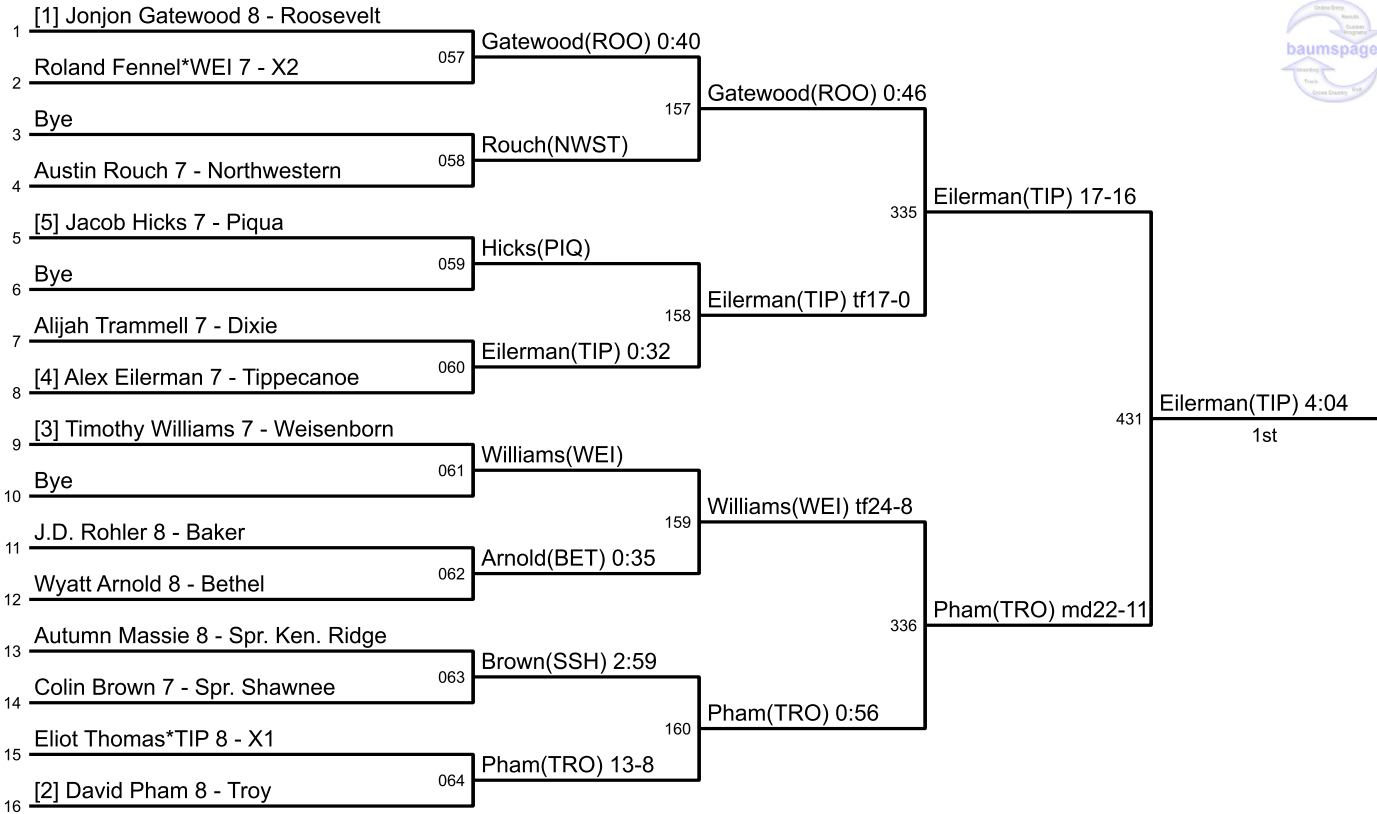 [1] Jonjon Gatewood 8 - Roosevelt
1
Roland Fennel*WEI 7 - X2
2
057
Gatewood(ROO) 0:40
Bye
3
Austin Rouch 7 - Northwestern
4
058
Rouch(NWST)
157
Gatewood(ROO) 0:46
[5] Jacob Hicks 7 - Piqua
5
Bye
6
059
Hicks(PIQ)
Alijah Trammell 7 - Dixie
7
[4] Alex Eilerman 7 - Tippecanoe
8
060
Eilerman(TIP) 0:32
158
Eilerman(TIP) tf17-0
335
Eilerman(TIP) 17-16
[3] Timothy Williams 7 - Weisenborn
9
Bye
10
061
Williams(WEI)
J.D. Rohler 8 - Baker
11
Wyatt Arnold 8 - Bethel
12
062
Arnold(BET) 0:35
159
Williams(WEI) tf24-8
Autumn Massie 8 - Spr. Ken. Ridge
13
Colin Brown 7 - Spr. Shawnee
14
063
Brown(SSH) 2:59
Eliot Thomas*TIP 8 - X1
15
[2] David Pham 8 - Troy
16
064
Pham(TRO) 13-8
160
Pham(TRO) 0:56
336
Pham(TRO) md22-11
431
Eilerman(TIP) 4:04
1st
baumspage